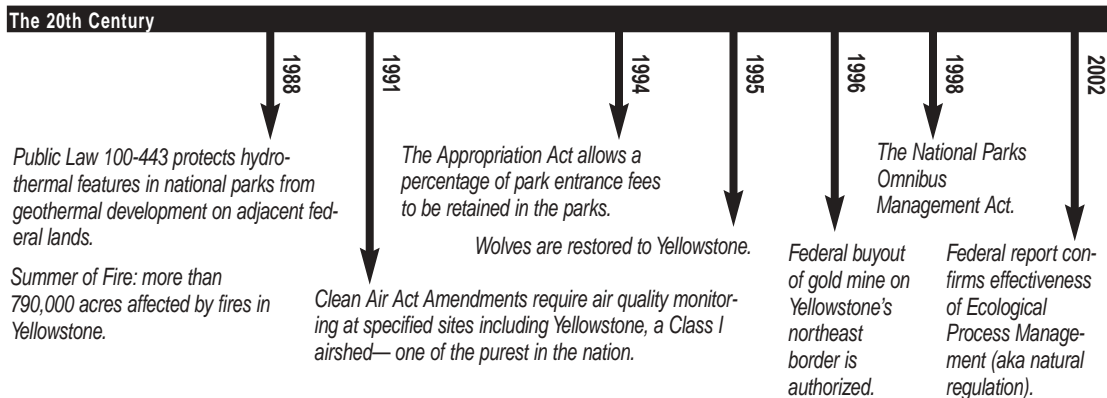 The 20th Century
1988
1991
1994
1995
1996
1998
2002
Public Law 100-443 protects hydro-
thermal features in national parks from
geothermal development on adjacent fed-
eral lands.
Summer of Fire: more than
790,000 acres affected by fires in
Yellowstone.
Clean Air Act Amendments require air quality monitor-
ing at specified sites including Yellowstone, a Class I
airshed— one of the purest in the nation.
The Appropriation Act allows a
percentage of park entrance fees
to be retained in the parks.
Wolves are restored to Yellowstone.
Federal buyout
of gold mine on
Yellowstone’s
northeast
border is
authorized.
The National Parks
Omnibus
Management Act.
Federal report con-
firms effectiveness
of Ecological
Process Manage-
ment (aka natural
regulation).